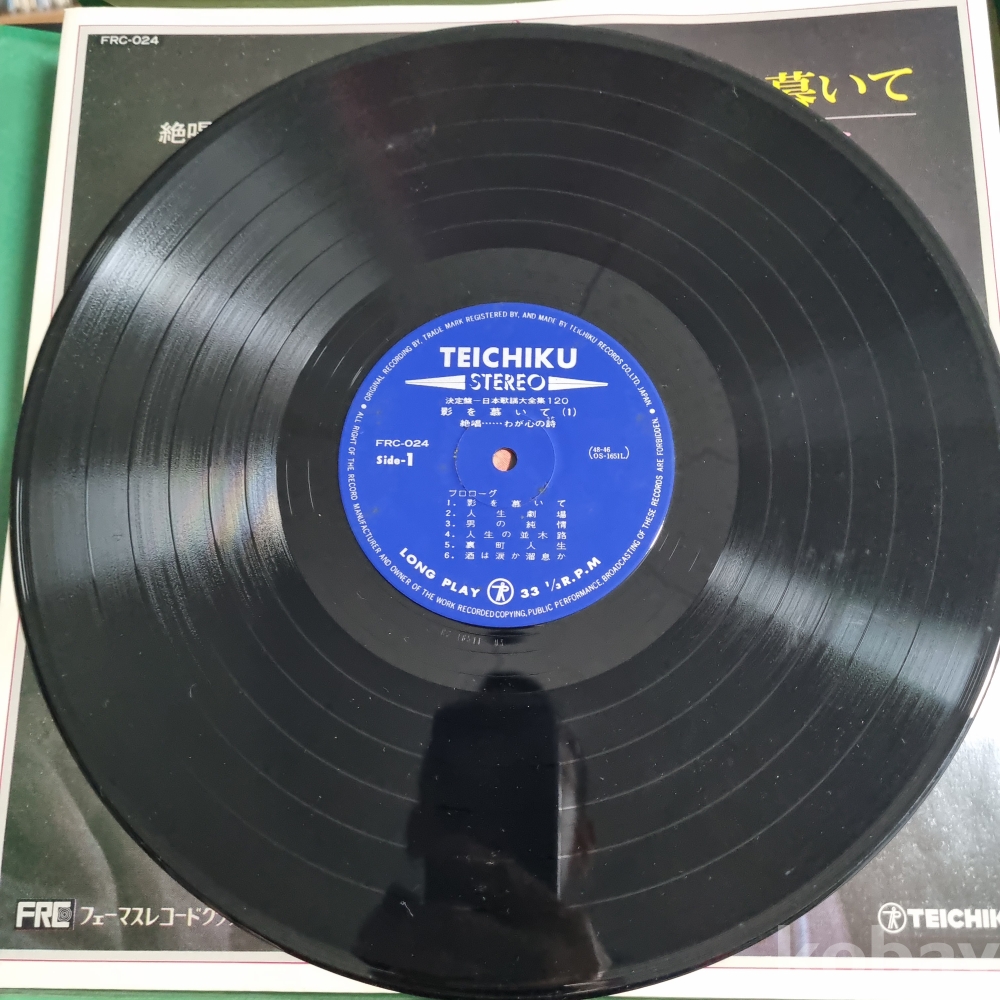 FRC-024
慕いて
絶唱
ORIGINAL RECORDING BY, TRADE MARK REGISTERED BY, AND MADE BY TEICHIKU RECORDS CO., LTD. JAPAN
TEICHIKU
STEREO
決定盤—日本歌謡大全集120
影を慕いて(1)
絶唱……わが心の詩
FRC-024
Side-1
(48-46
OS-1651L)
プロローグ
1. 影を慕いて
2. 人生劇場
3. 男の純情
4. 人生の並木路
5. 裏町人生
6. 酒は涙か溜息か
LONG PLAY 33 1/3 R.P.M
ALL RIGHT OF THE RECORD MANUFACTURER AND OWNER OF THE WORK RECORDED COPYING, PUBLIC PERFORMANCE, BROADCASTING OF THESE RECORDS ARE FORBIDDEN.
FRC フェーマスレコードクラ
TEICHIK
kobay